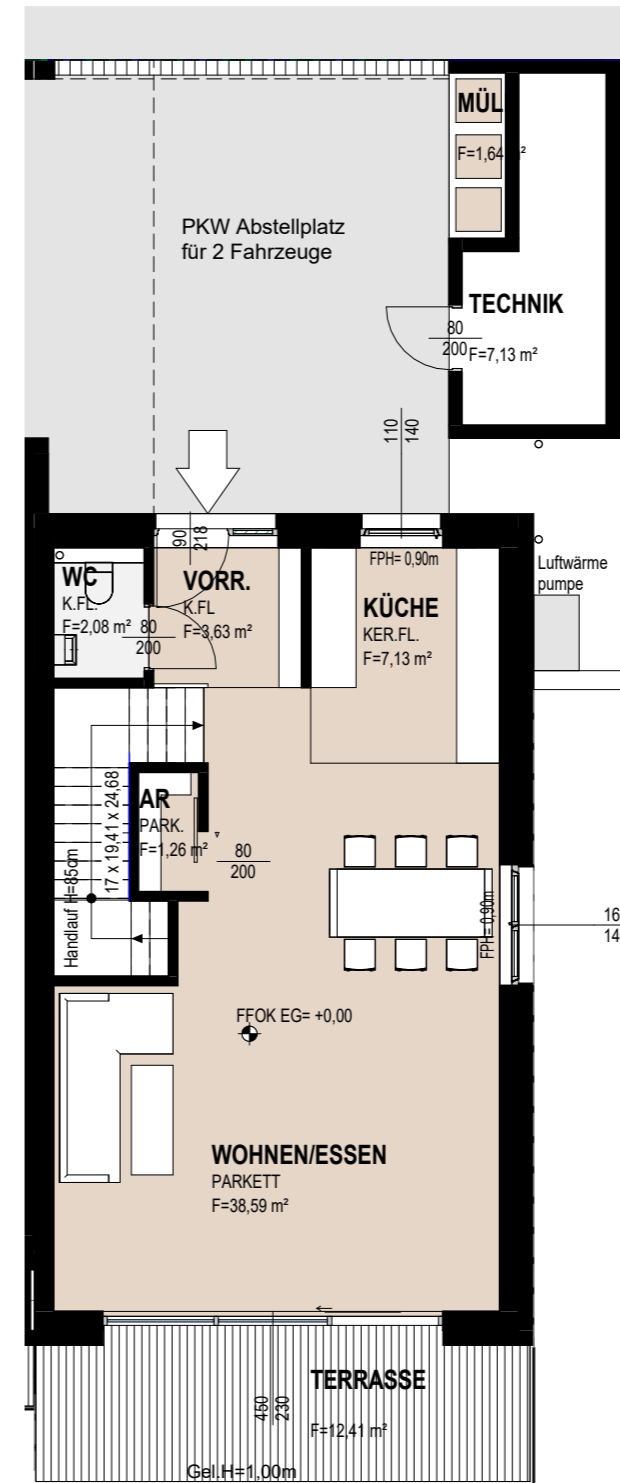 MÜL
F=1,64 m²
PKW Abstellplatz
für 2 Fahrzeuge
TECHNIK
80
200
F=7,13 m²
110
140
90
218
FPH= 0,90m
Luftwärme
pumpe
WC
K.FL.
F=2,08 m²
80
200
VORR.
K.FL
F=3,63 m²
KÜCHE
KER.FL.
F=7,13 m²
17 x 19,41 x 24,68
Handlauf H=85cm
AR
PARK.
F=1,26 m²
80
200
FPH= 0,90m
16
14
FFOK EG= +0,00
WOHNEN/ESSEN
PARKETT
F=38,59 m²
450
230
TERRASSE
F=12,41 m²
Gel.H=1,00m